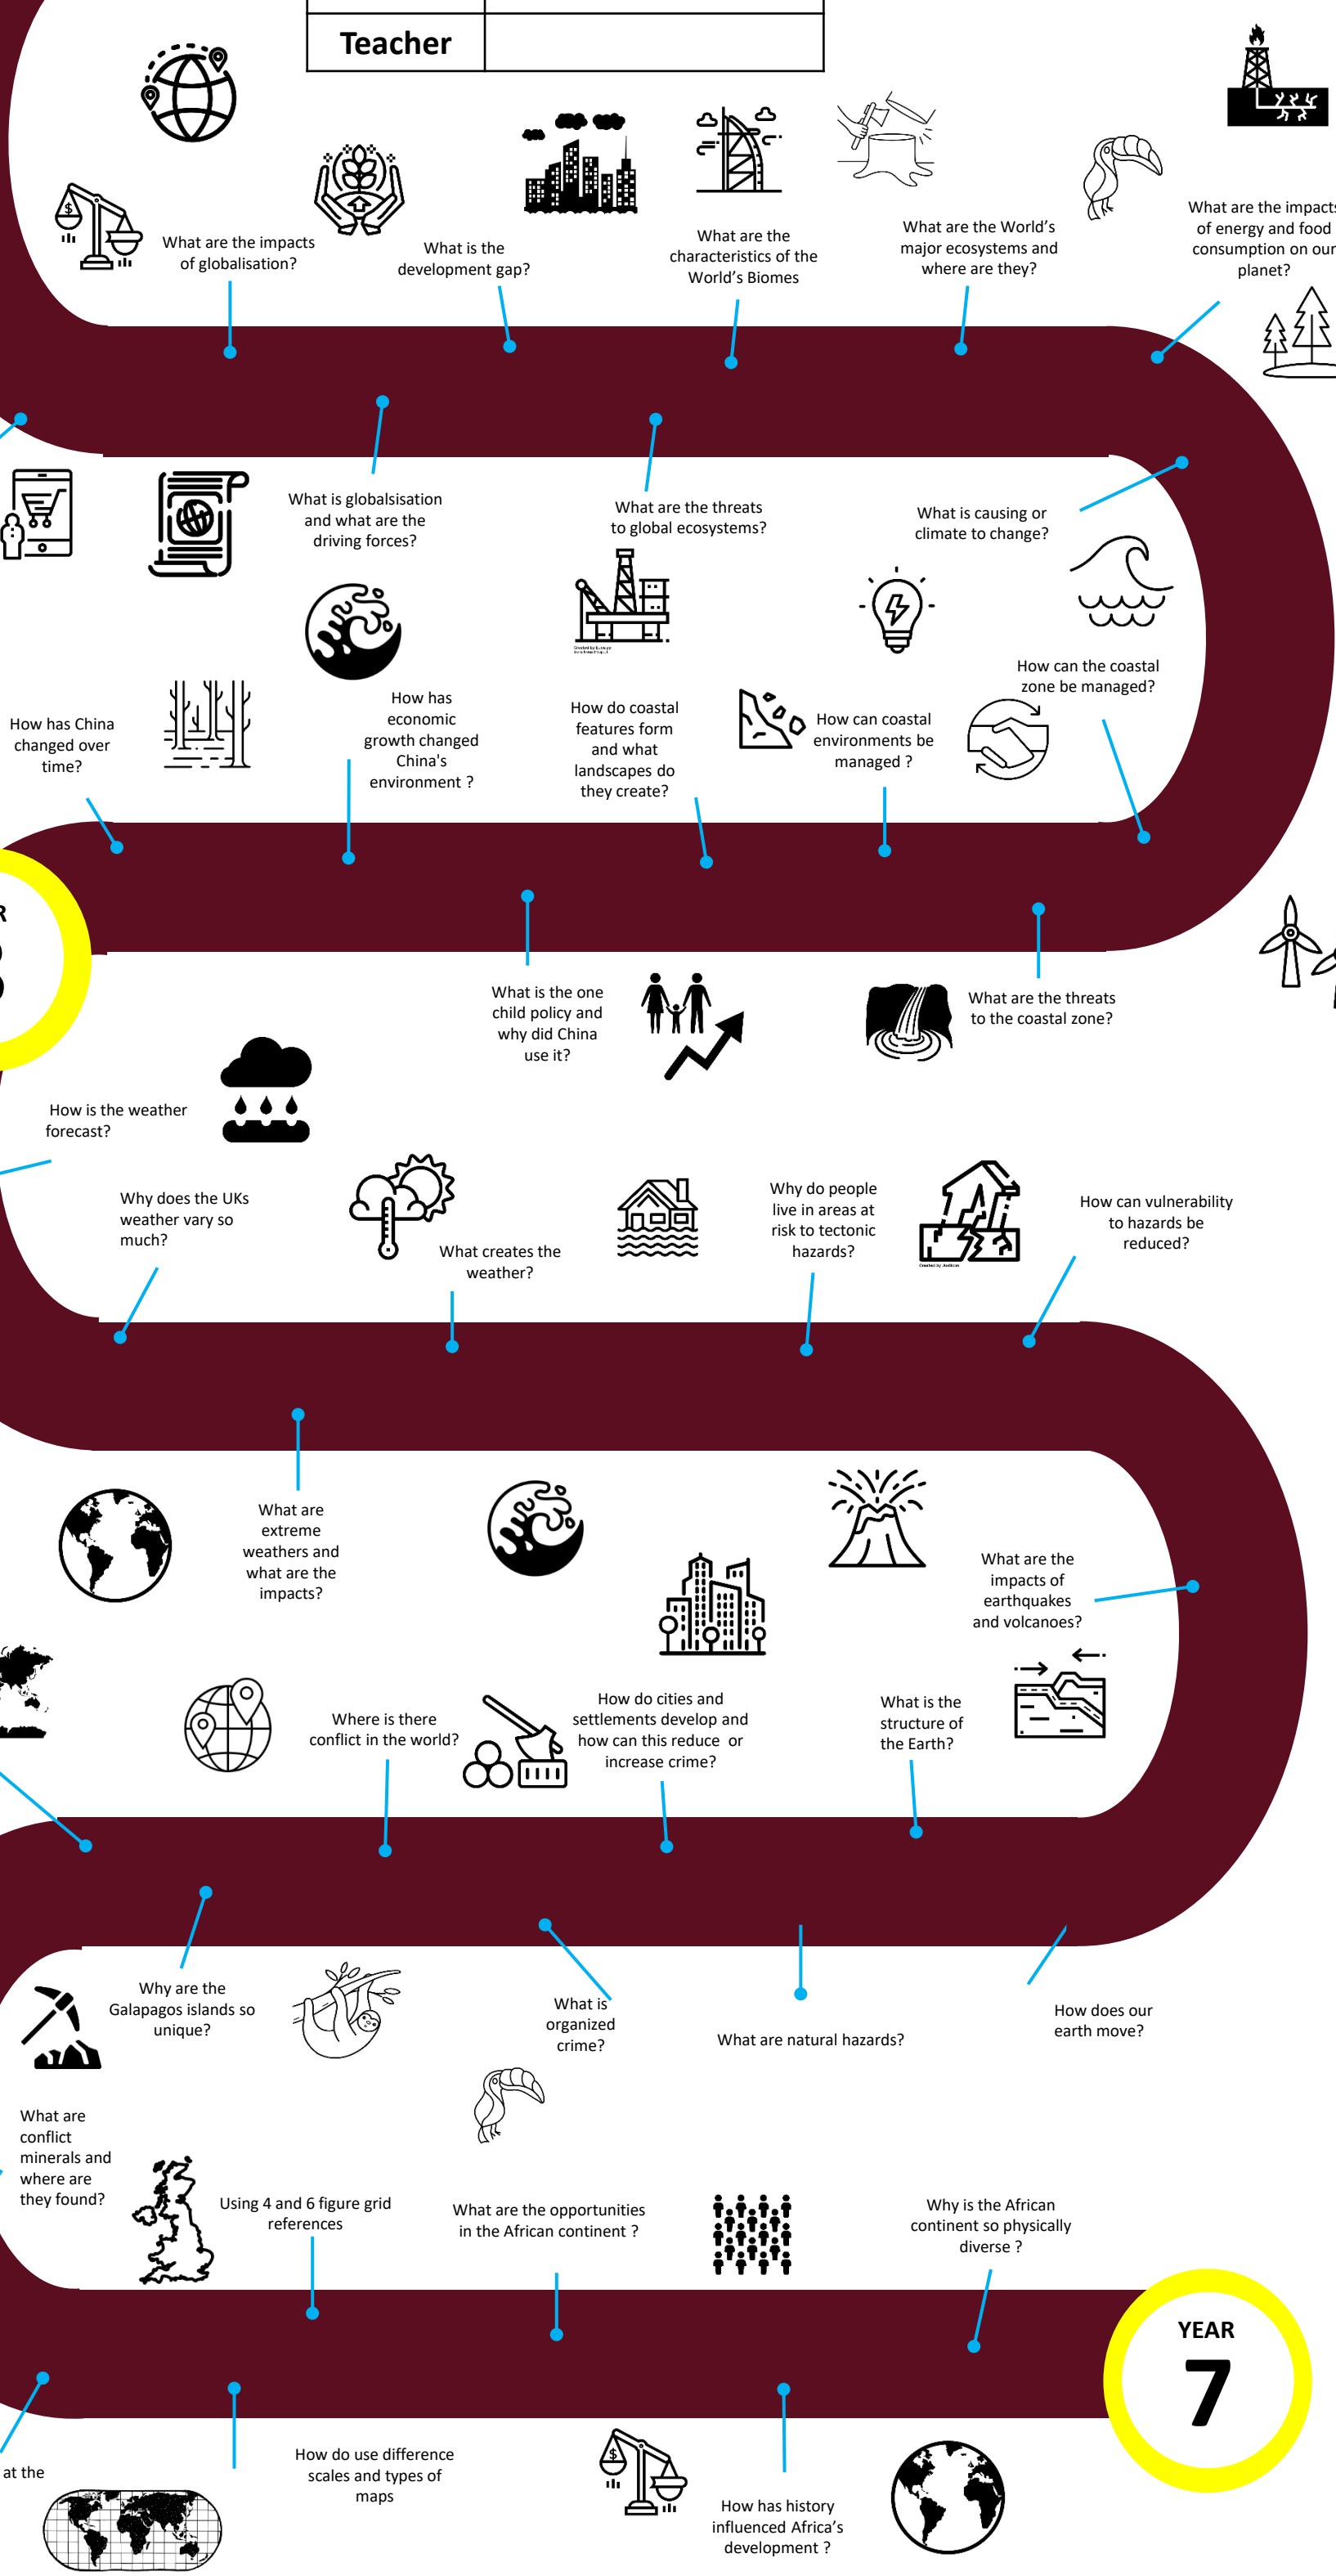 Teacher
What are the impacts
of globalisation?
What is the
development gap?
What are the
characteristics of the
World's Biomes
What are the World's
major ecosystems and
where are they?
What are the impacts
of energy and food
consumption on our
planet?
What is globalsisation
and what are the
driving forces?
What are the threats
to global ecosystems?
What is causing or
climate to change?
How can the coastal
zone be managed?
How has China
changed over
time?
How has
economic
growth changed
China's
environment ?
How do coastal
features form
and what
landscapes do
they create?
How can coastal
environments be
managed ?
What is the one
child policy and
why did China
use it?
What are the threats
to the coastal zone?
How is the weather
forecast?
Why does the UKs
weather vary so
much?
What creates the
weather?
Why do people
live in areas at
risk to tectonic
hazards?
How can vulnerability
to hazards be
reduced?
What are
extreme
weathers and
what are the
impacts?
What are the
impacts of
earthquakes
and volcanoes?
Where is there
conflict in the world?
How do cities and
settlements develop and
how can this reduce or
increase crime?
What is the
structure of
the Earth?
Why are the
Galapagos islands so
unique?
What is
organized
crime?
What are natural hazards?
How does our
earth move?
What are
conflict
minerals and
where are
they found?
Using 4 and 6 figure grid
references
What are the opportunities
in the African continent ?
Why is the African
continent so physically
diverse ?
YEAR
7
at the
How do use difference
scales and types of
maps
How has history
influenced Africa's
development ?